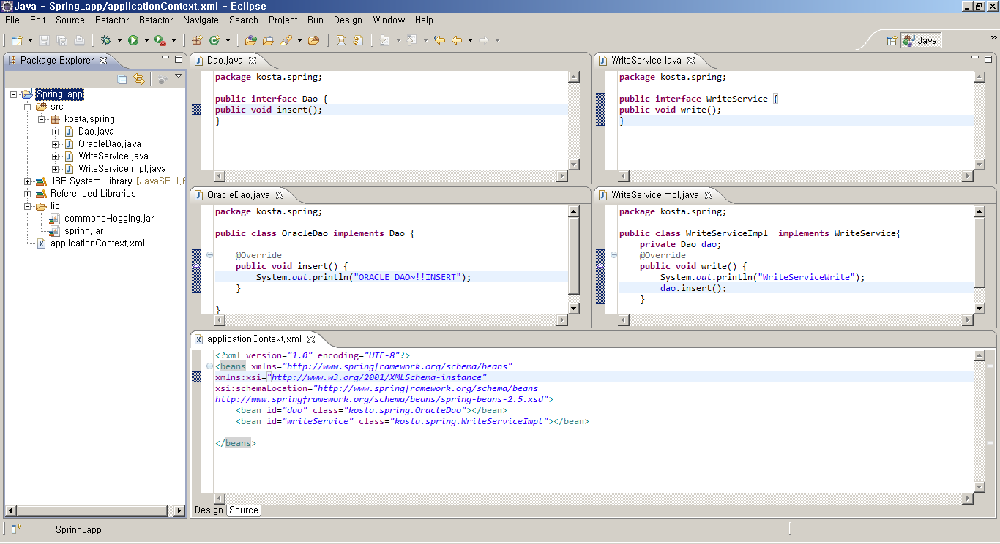 Java - Spring_app/applicationContext.xml - Eclipse
File Edit Source Refactor Refactor Navigate Search Project Run Design Window Help
Java
Package Explorer
Spring_app
src
kosta.spring
Dao.java
OracleDao.java
WriteService.java
WriteServiceImpl.java
JRE System Library [JavaSE-1.6
Referenced Libraries
lib
commons-logging.jar
spring.jar
applicationContext.xml
Dao.java
package kosta.spring;
public interface Dao {
public void insert();
}
WriteService.java
package kosta.spring;
public interface WriteService {
public void write();
}
OracleDao.java
package kosta.spring;
public class OracleDao implements Dao {
@Override
public void insert() {
System.out.println("ORACLE DAO~!!INSERT");
}
}
WriteServiceImpl.java
package kosta.spring;
public class WriteServiceImpl  implements WriteService{
private Dao dao;
@Override
public void write() {
System.out.println("WriteServiceWrite");
dao.insert();
}
applicationContext.xml
<?xml version="1.0" encoding="UTF-8"?>
<beans xmlns="http://www.springframework.org/schema/beans"
xmlns:xsi="http://www.w3.org/2001/XMLSchema-instance"
xsi:schemaLocation="http://www.springframework.org/schema/beans
http://www.springframework.org/schema/beans/spring-beans-2.5.xsd">
<bean id="dao" class="kosta.spring.OracleDao"></bean>
<bean id="writeService" class="kosta.spring.WriteServiceImpl"></bean>
</beans>
Design Source
Spring_app